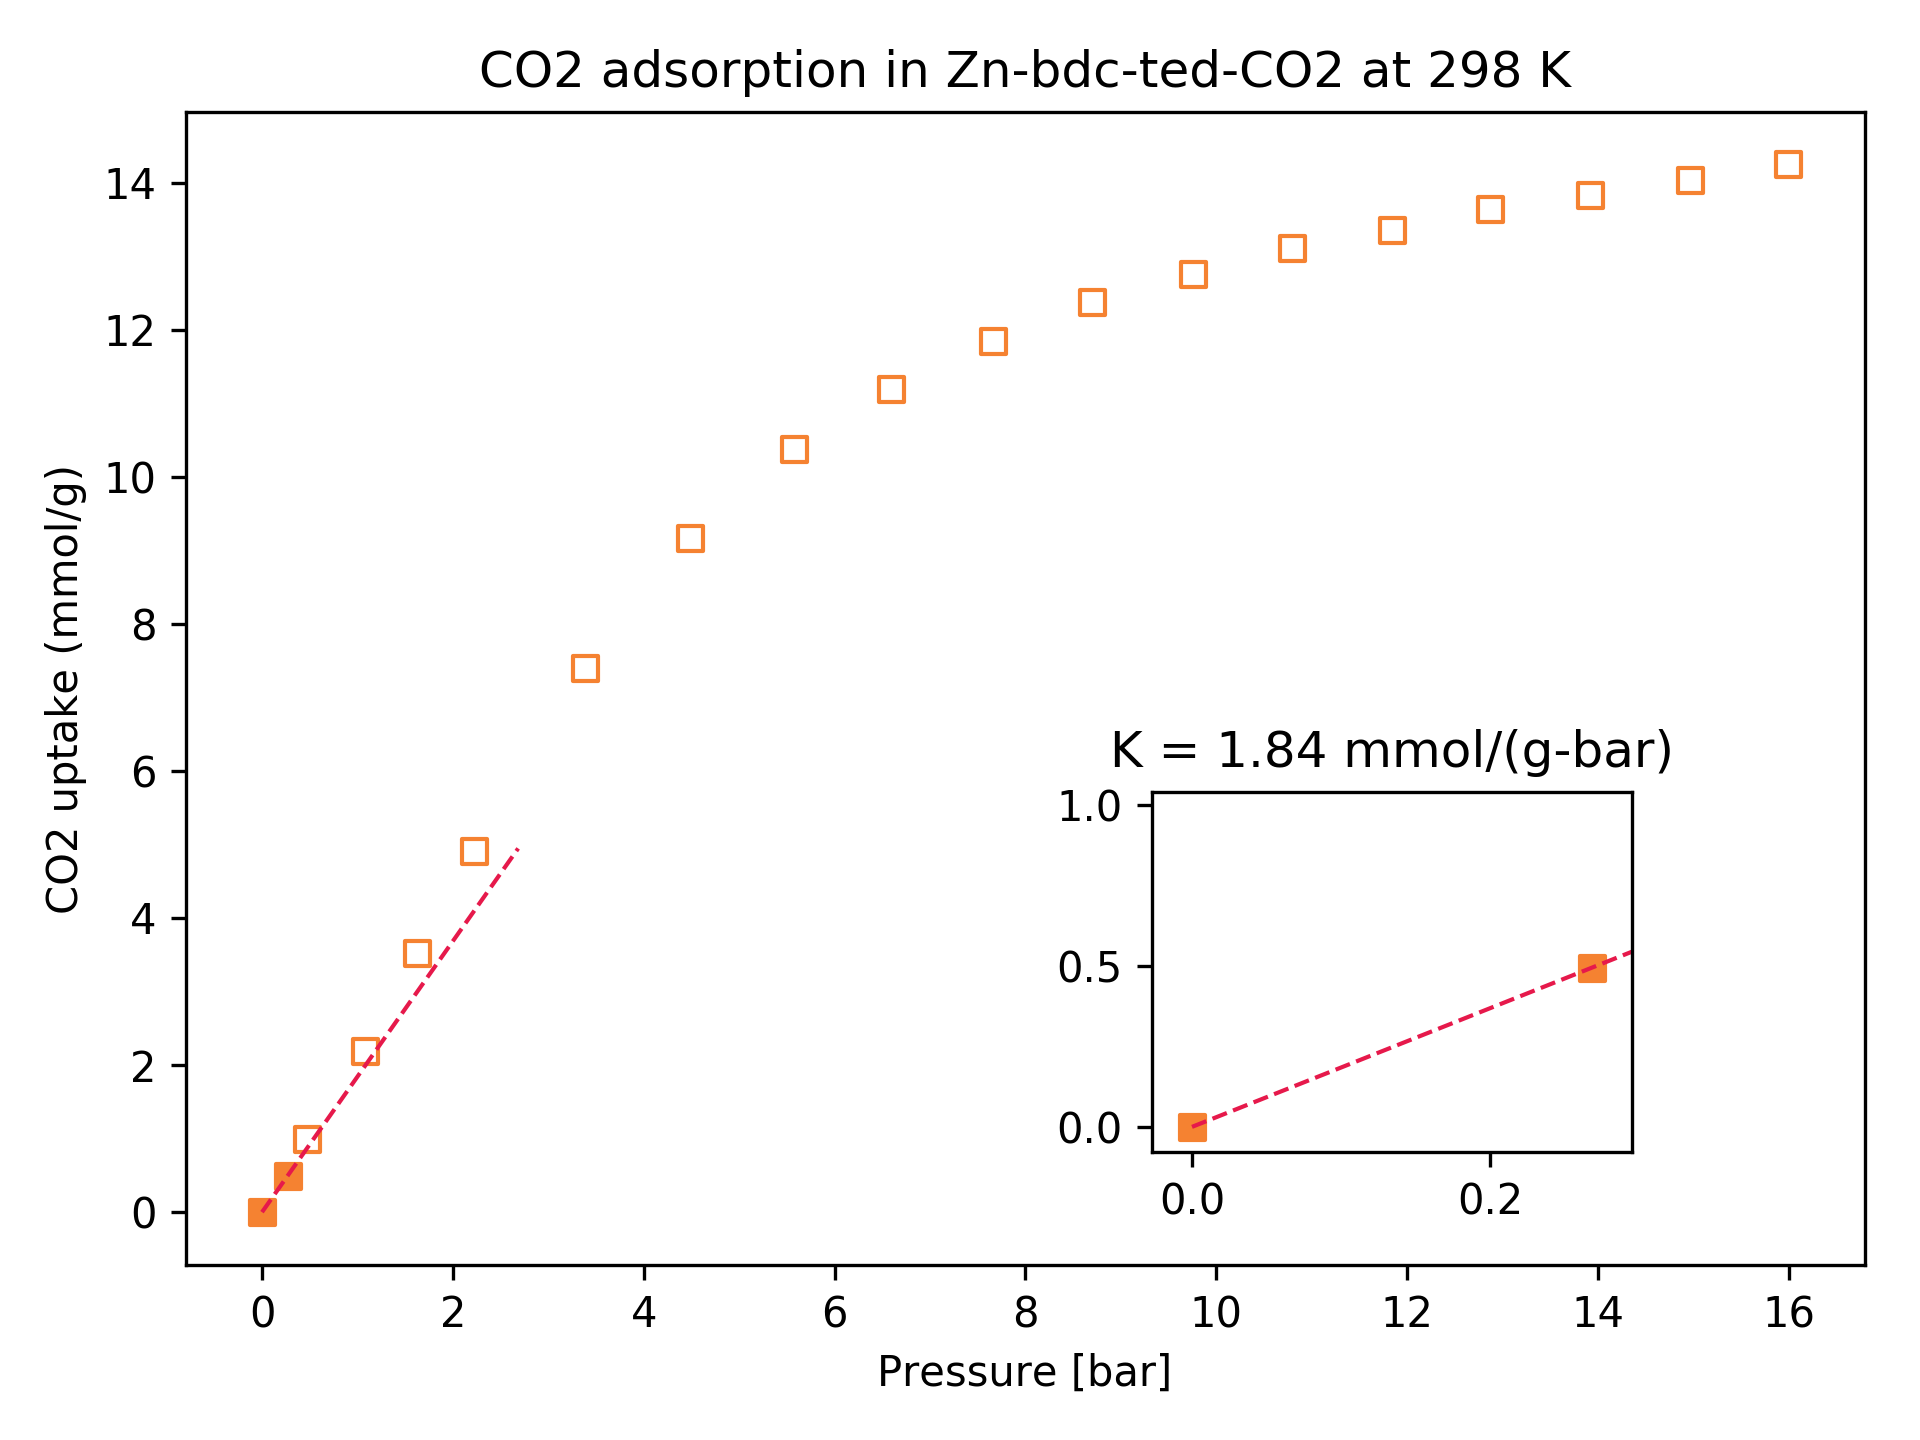 CO2 adsorption in Zn-bdc-ted-CO2 at 298 K
14
12
10
8
6
4
2
0
CO2 uptake (mmol/g)
K = 1.84 mmol/(g-bar)
1.0
0.5
0.0
0.0 0.2
0 2 4 6 8 10 12 14 16
Pressure [bar]